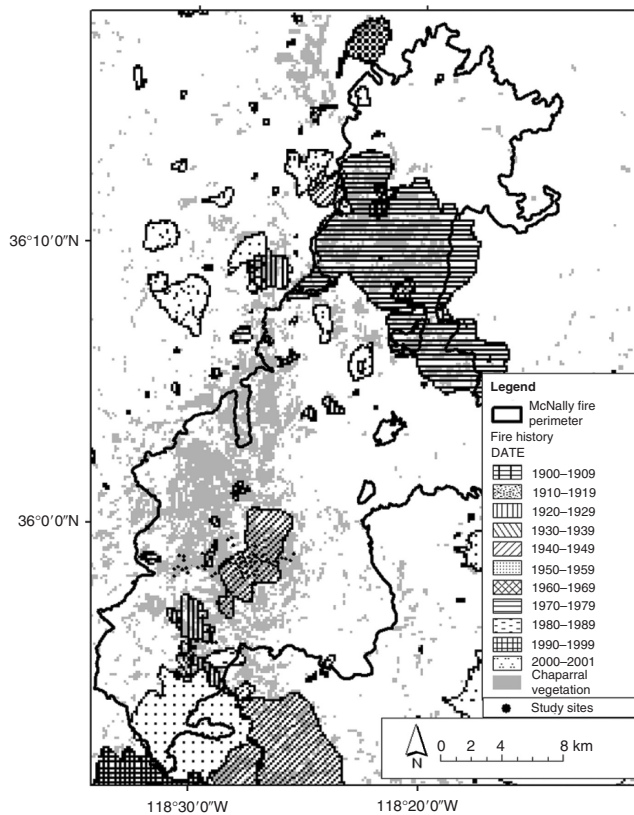 36°10′0″N
36°0′0″N
118°30′0″W
118°20′0″W
Legend
McNally fire
perimeter
Fire history
DATE
1900–1909
1910–1919
1920–1929
1930–1939
1940–1949
1950–1959
1960–1969
1970–1979
1980–1989
1990–1999
2000–2001
Chaparral
vegetation
Study sites
N
0 2 4 8 km